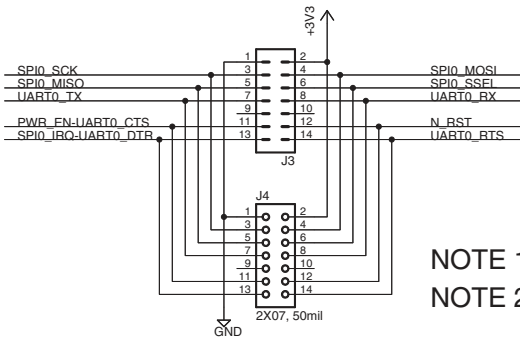 +3V3
1 2
SPI0_SCK 3 4 SPI0_MOSI
SPI0_MISO 5 6 SPI0_SSEL
UART0_TX 7 8 UART0_RX
9 10
PWR_EN-UART0_CTS 11 12 N_RST
SPI0_IRQ-UART0_DTR 13 14 UART0_RTS
J3
J4
1 2
3 4
5 6
7 8
9 10
11 12
13 14
2X07, 50mil
GND
NOTE 1
NOTE 2